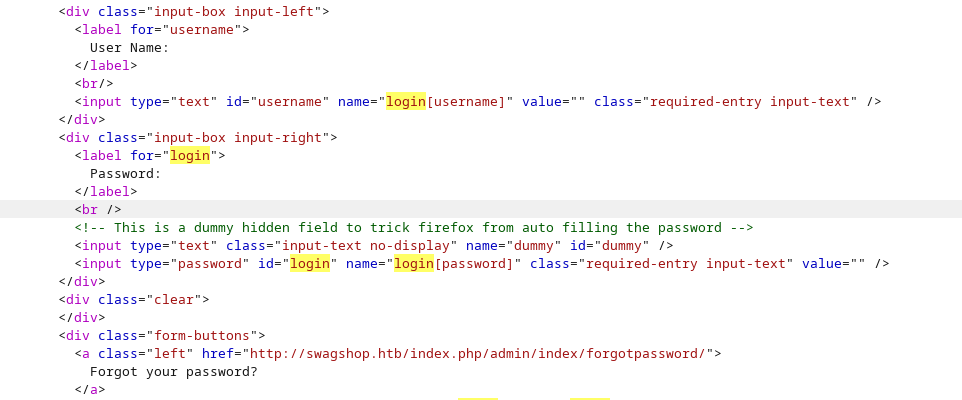 <div class="input-box input-left">
<label for="username">
User Name:
</label>
<br/>
<input type="text" id="username" name="login[username]" value="" class="required-entry input-text" />
</div>
<div class="input-box input-right">
<label for="login">
Password:
</label>
<br />
<!-- This is a dummy hidden field to trick firefox from auto filling the password -->
<input type="text" class="input-text no-display" name="dummy" id="dummy" />
<input type="password" id="login" name="login[password]" class="required-entry input-text" value="" />
</div>
<div class="clear">
</div>
<div class="form-buttons">
<a class="left" href="http://swagshop.htb/index.php/admin/index/forgotpassword/">
Forgot your password?
</a>